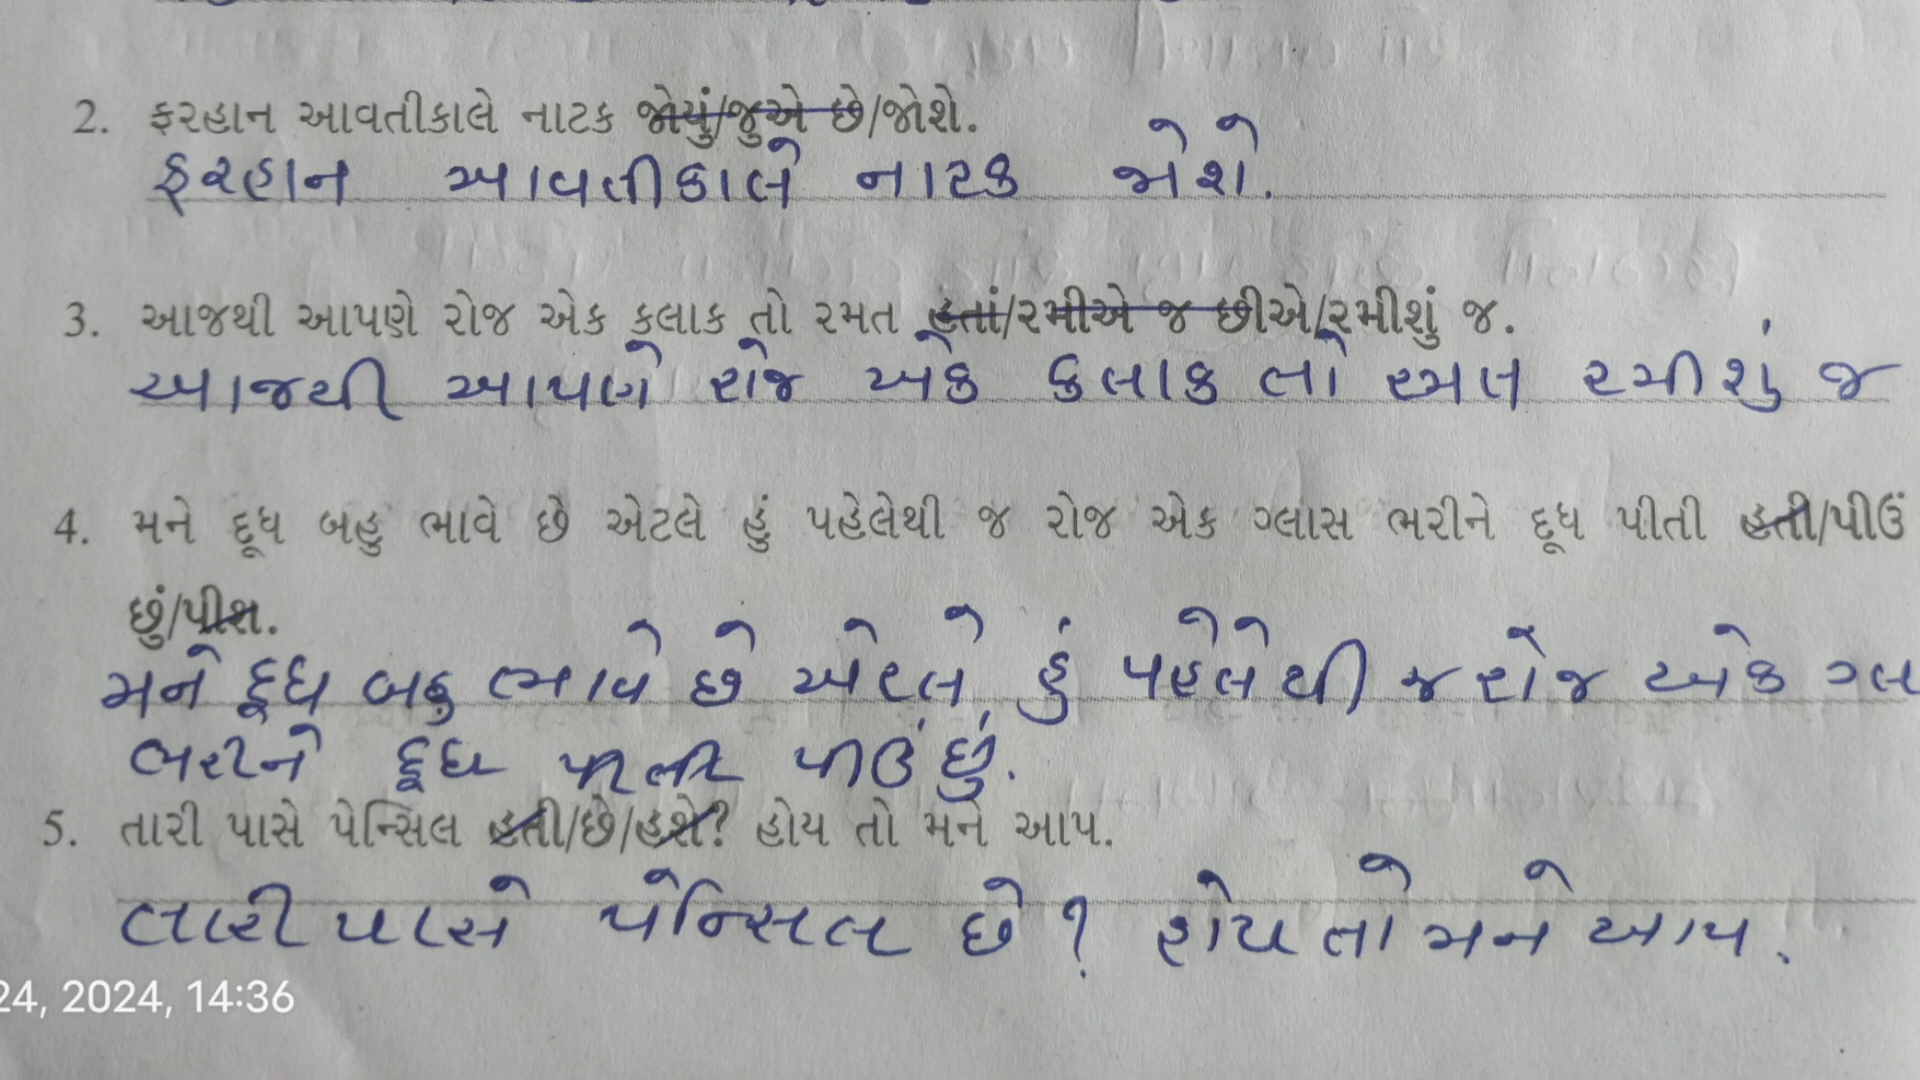 2. ફરહાન આવતીકાલે નાટક જોયું/જુએ છે/જોશે.
ફરહાન આવતીકાલે નાટક જોશે.
3. આજથી આપણે રોજ એક કલાક તો રમત હતાં/રમીએ જ છીએ/રમીશું જ.
આજથી આપણે રોજ એક કલાક તો રમત રમીશું જ
4. મને દૂધ બહુ ભાવે છે એટલે હું પહેલેથી જ રોજ એક ગ્લાસ ભરીને દૂધ પીતી હતી/પીઉં
છું/પીશ.
મને દૂધ બહુ ભાવે છે એટલે હું પહેલેથી જ રોજ એક ગ્લ
ભરીને દૂધ પીતી પીઉં છું.
5. તારી પાસે પેન્સિલ હતી/છે/હશે? હોય તો મને આપ.
તારી પાસે પેન્સિલ છે? હોય તો મને આપ.
24, 2024, 14:36